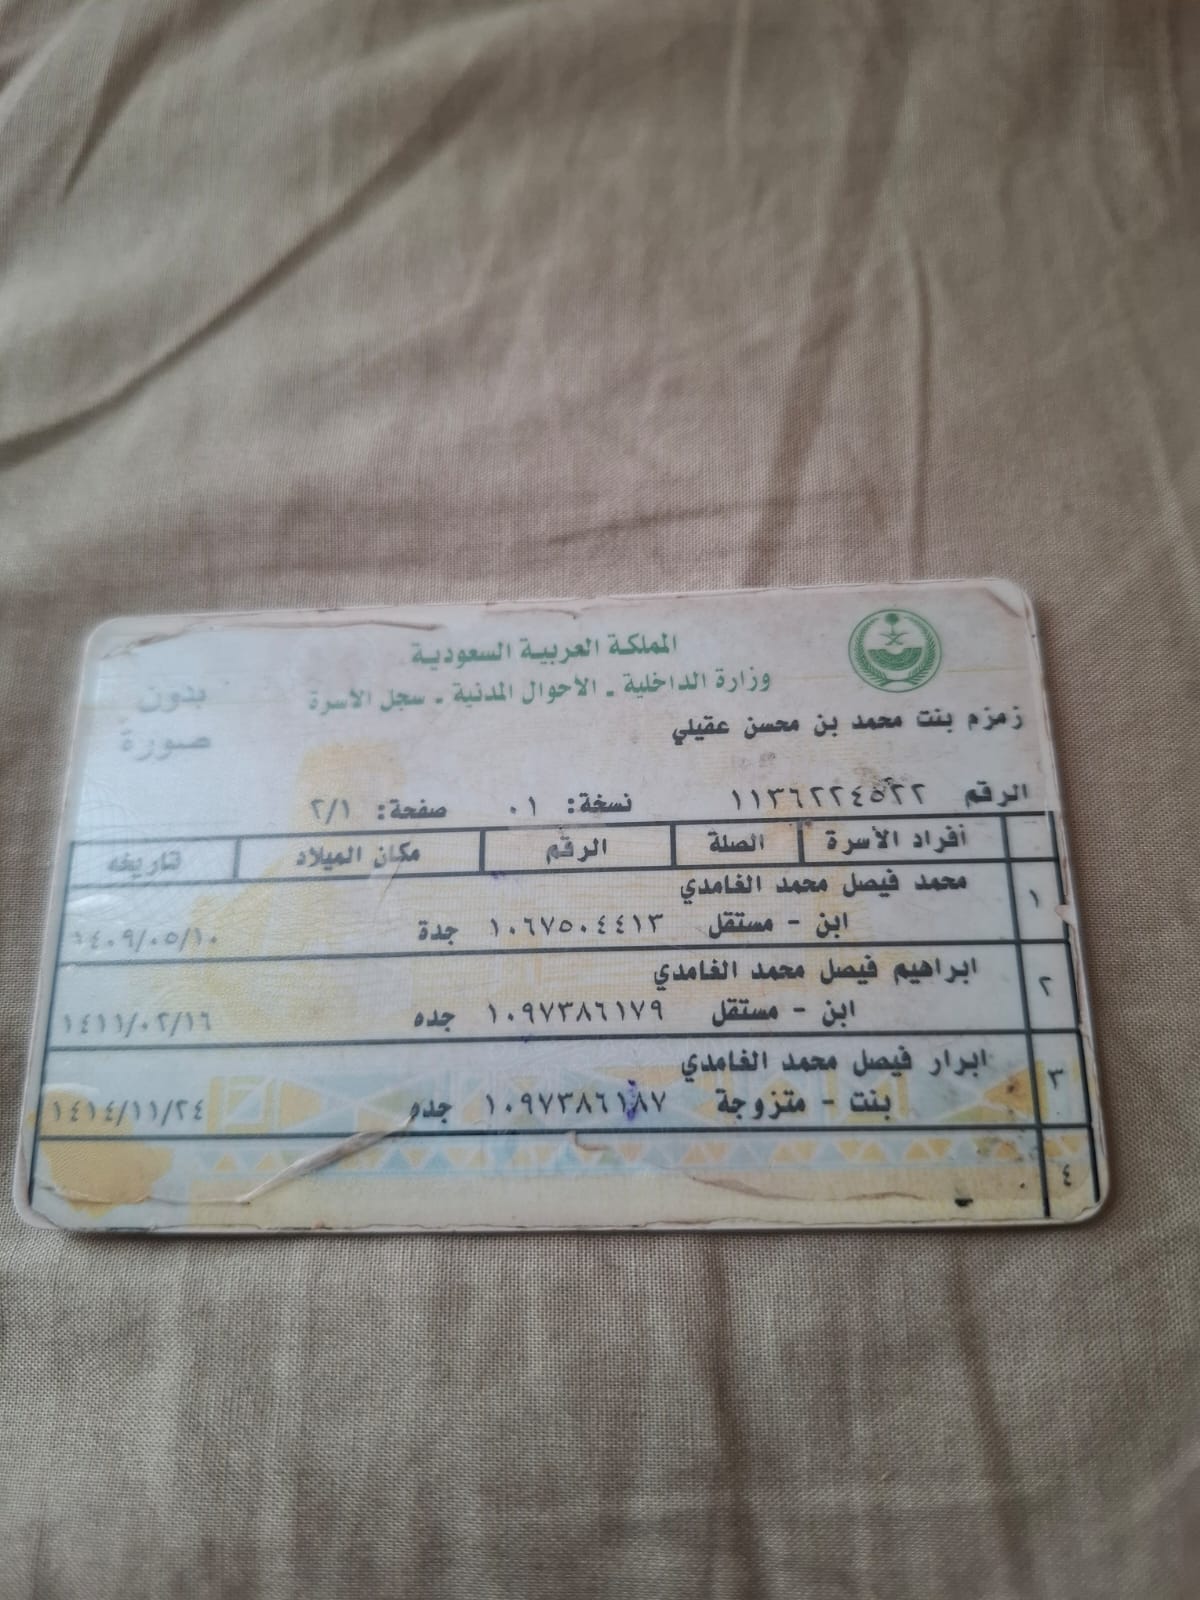 المملكة العربية السعودية
وزارة الداخلية ـ الأحوال المدنية ـ سجل الأسرة
بدون
صورة
زمزم بنت محمد بن محسن عقيلي
الرقم ١١٣٦٢٢٤٥٢٢ نسخة: ٠١ صفحة: ٢/١
أفراد الأسرة الصلة الرقم مكان الميلاد تاريخه
١ محمد فيصل محمد الغامدي
ابن - مستقل ١٠٦٧٥٠٤٤١٣ جدة ١٤٠٩/٠٥/١٠
٢ ابراهيم فيصل محمد الغامدي
ابن - مستقل ١٠٩٧٣٨٦١٧٩ جده ١٤١١/٠٢/١٦
٣ ابرار فيصل محمد الغامدي
بنت - متزوجة ١٠٩٧٣٨٦١٨٧ جده ١٤١٤/١١/٢٤
٤